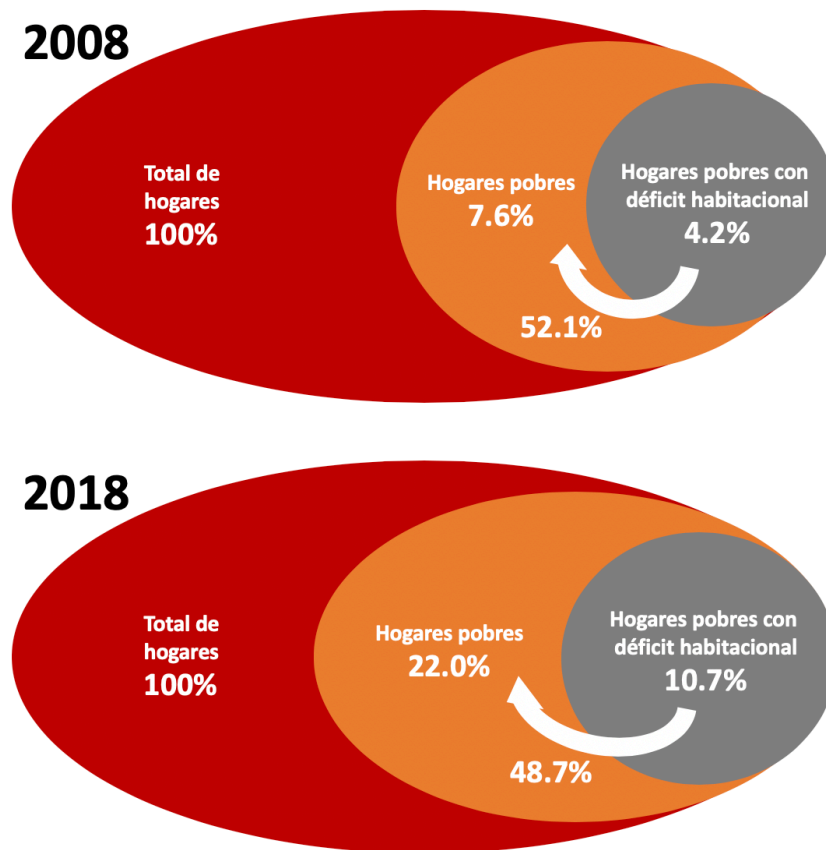 2008
Total de
hogares
100%
Hogares pobres
7.6%
Hogares pobres con
déficit habitacional
4.2%
52.1%
2018
Total de
hogares
100%
Hogares pobres
22.0%
Hogares pobres con
déficit habitacional
10.7%
48.7%